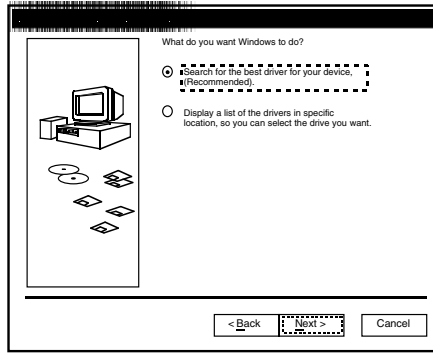 What do you want Windows to do?
Search for the best driver for your device,
(Recommended).
Display a list of the drivers in specific
location, so you can select the drive you want.
< Back
Next >
Cancel